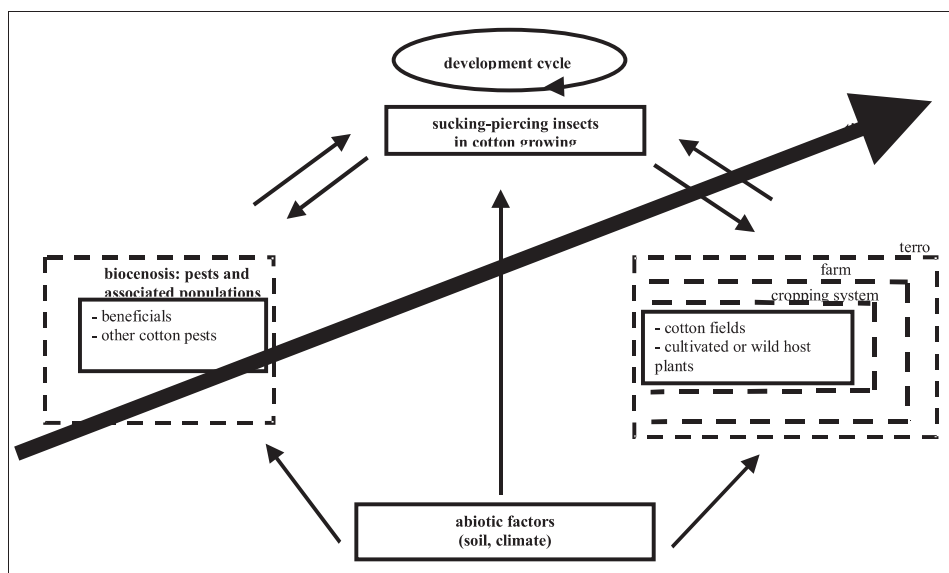 development cycle
sucking-piercing insects
in cotton growing
terro
biocenosis: pests and
associated populations
farm
cropping system
- beneficials
- other cotton pests
- cotton fields
- cultivated or wild host
plants
abiotic factors
(soil, climate)